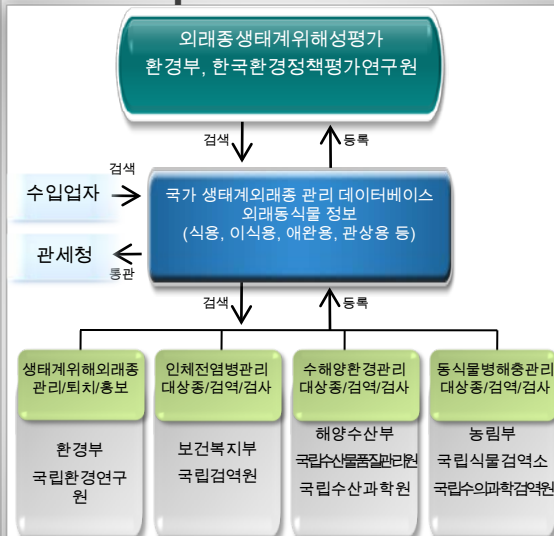 외래종생태계위해성평가
환경부, 한국환경정책평가연구원
검색
등록
검색
수입업자
국가 생태계외래종 관리 데이터베이스
외래동식물 정보
(식용, 이식용, 애완용, 관상용 등)
관세청
통관
검색
등록
생태계위해외래종
관리/퇴치/홍보
환경부
국립환경연구
원
인체전염병관리
대상종/검역/검사
보건복지부
국립검역원
수해양환경관리
대상종/검역/검사
해양수산부
국립수산물품질관리원
국립수산과학원
동식물병해충관리
대상종/검역/검사
농림부
국립식물검역소
국립수의과학검역원